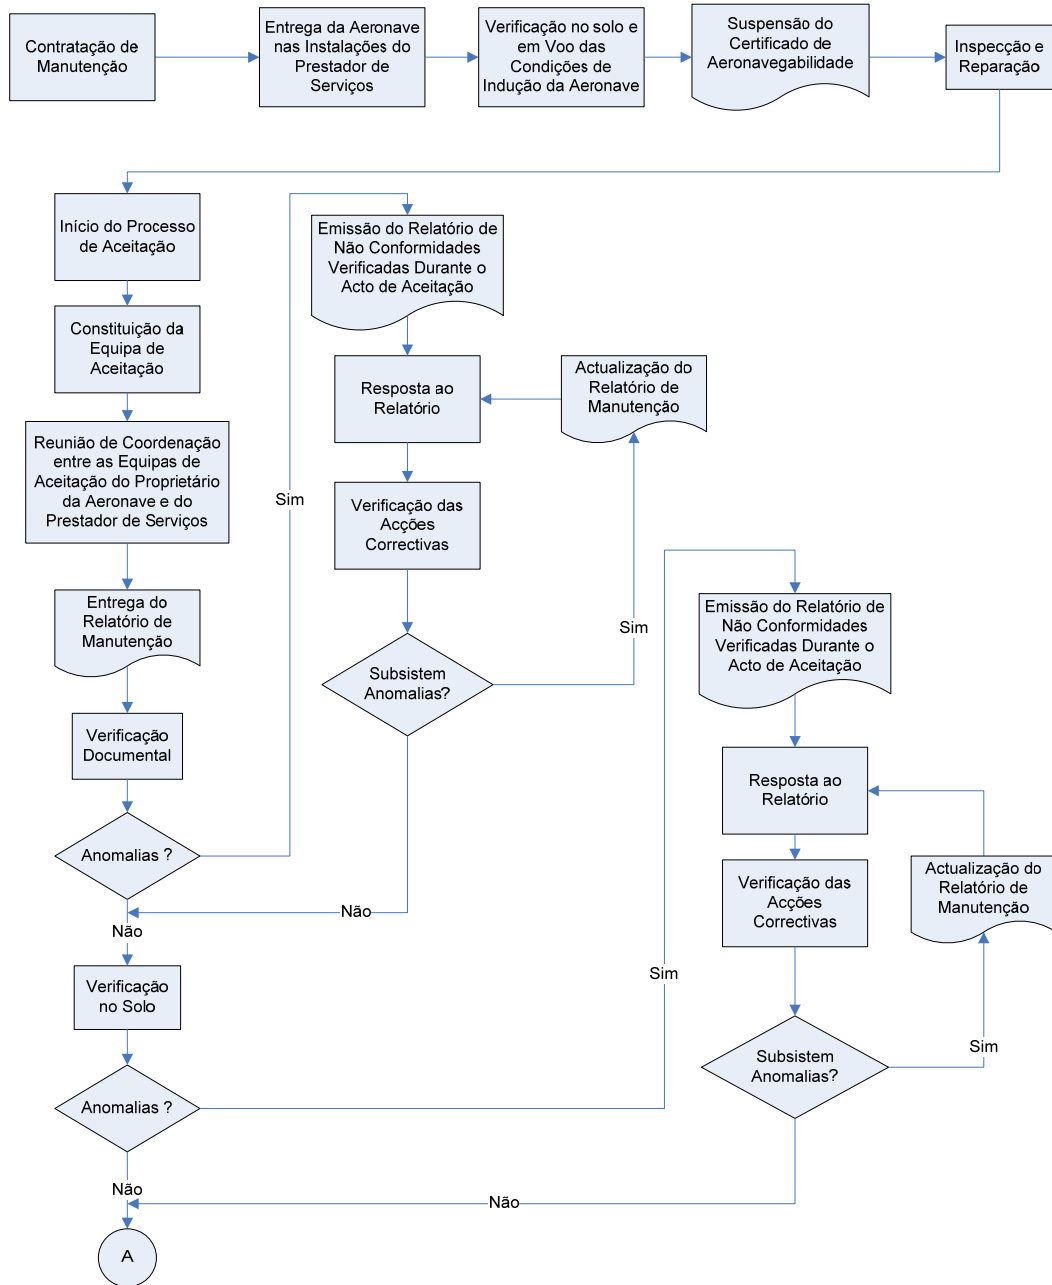 Contratação de
Manutenção
Entrega da Aeronave
nas Instalações do
Prestador de
Serviços
Verificação no solo e
em Voo das
Condições de
Indução da Aeronave
Suspensão do
Certificado de
Aeronavegabilidade
Inspecção e
Reparação
Início do Processo
de Aceitação
Constituição da
Equipa de
Aceitação
Reunião de Coordenação
entre as Equipas de
Aceitação do Proprietário
da Aeronave e do
Prestador de Serviços
Entrega do
Relatório de
Manutenção
Verificação
Documental
Anomalias ?
Sim
Não
Emissão do Relatório de
Não Conformidades
Verificadas Durante o
Acto de Aceitação
Resposta ao
Relatório
Actualização do
Relatório de
Manutenção
Verificação das
Acções
Correctivas
Subsistem
Anomalias?
Sim
Não
Verificação
no Solo
Anomalias ?
Sim
Não
Emissão do Relatório de
Não Conformidades
Verificadas Durante o
Acto de Aceitação
Resposta ao
Relatório
Verificação das
Acções
Correctivas
Actualização do
Relatório de
Manutenção
Subsistem
Anomalias?
Sim
Não
A